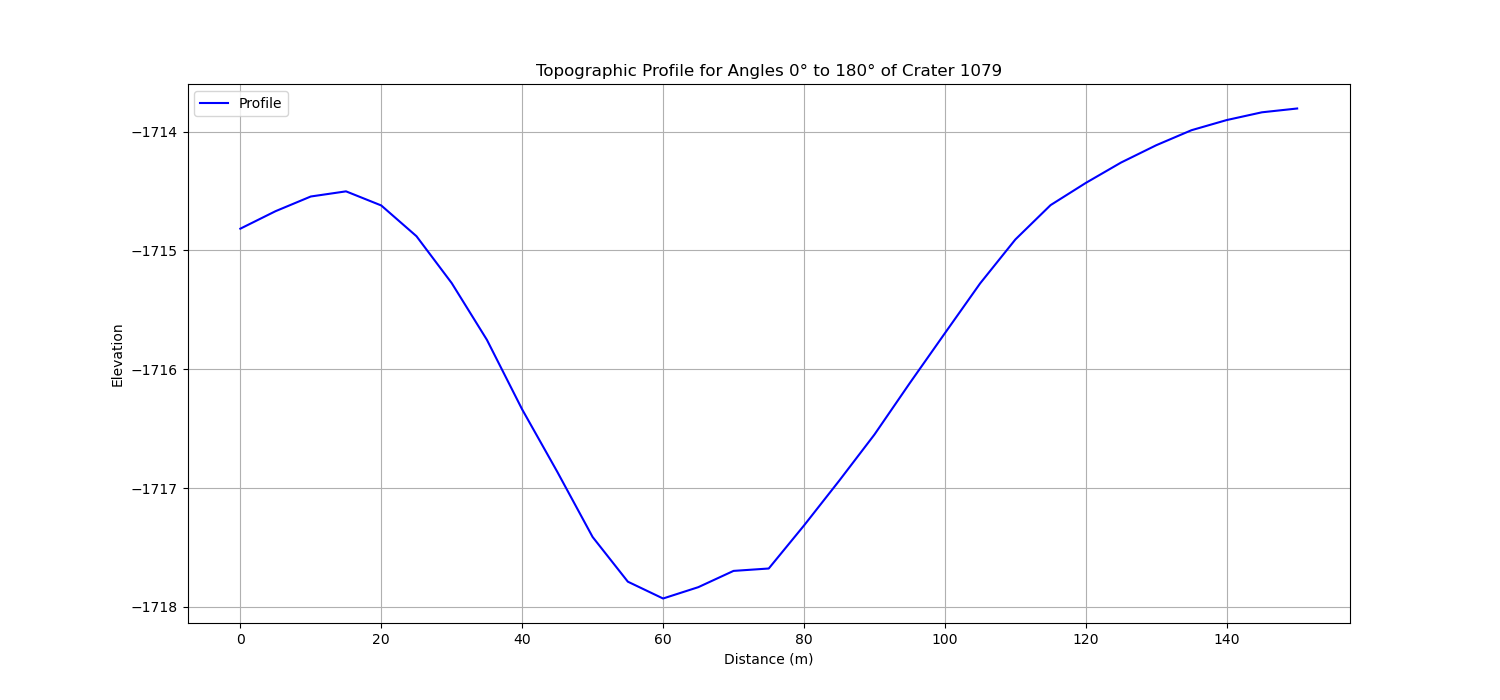 Topographic Profile for Angles 0° to 180° of Crater 1079
Profile
−1714
−1715
−1716
−1717
−1718
Elevation
0 20 40 60 80 100 120 140
Distance (m)